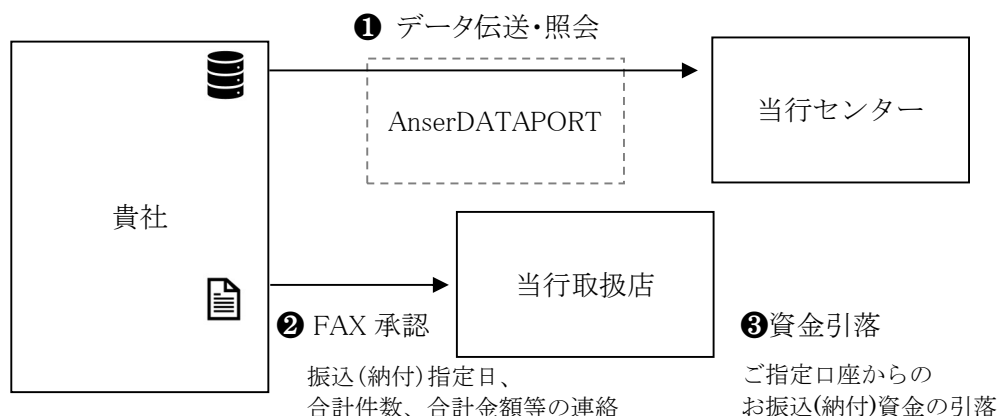 ❶ データ伝送・照会
AnserDATAPORT
当行センター
貴社
当行取扱店
❷ FAX 承認
振込(納付)指定日、
合計件数、合計金額等の連絡
❸資金引落
ご指定口座からの
お振込(納付)資金の引落